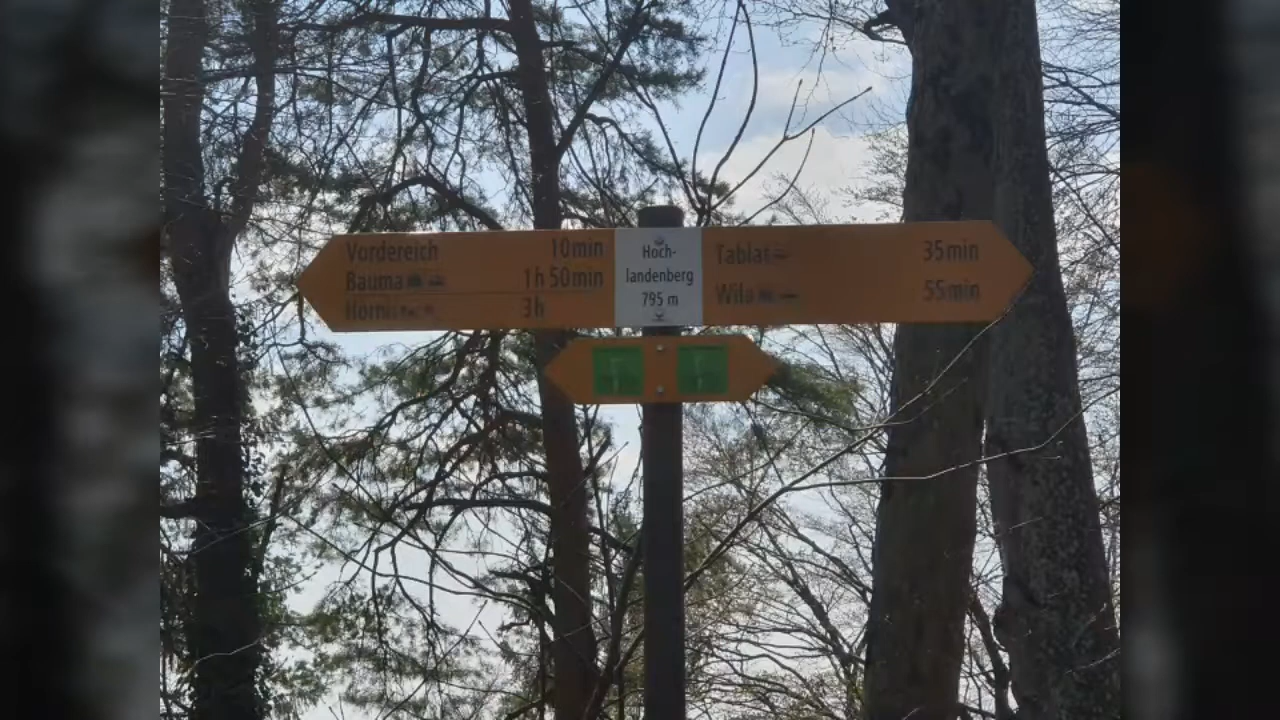 Vordereich 10min
Bauma 1h 50min
Hörnli 3h
Hoch-
landenberg
795 m
Tablat 35min
Wila 55min